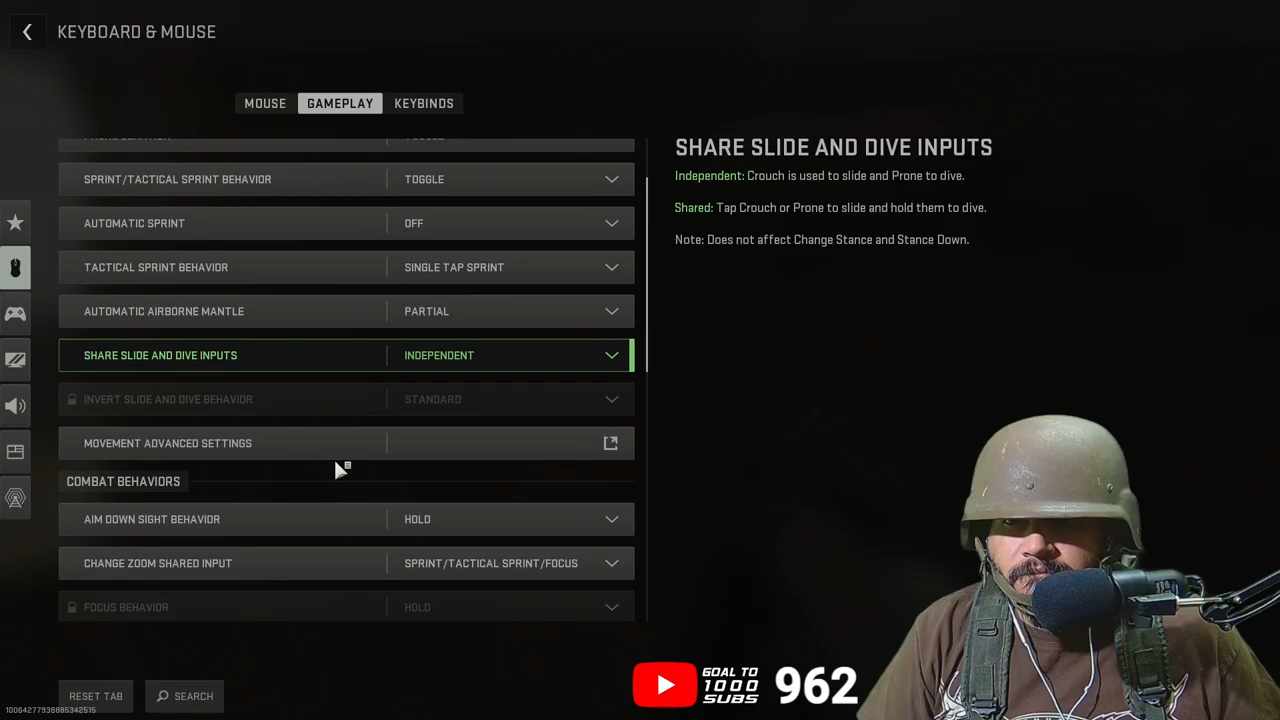 KEYBOARD & MOUSE
MOUSE
GAMEPLAY
KEYBINDS
SPRINT/TACTICAL SPRINT BEHAVIOR
TOGGLE
AUTOMATIC SPRINT
OFF
TACTICAL SPRINT BEHAVIOR
SINGLE TAP SPRINT
AUTOMATIC AIRBORNE MANTLE
PARTIAL
SHARE SLIDE AND DIVE INPUTS
INDEPENDENT
INVERT SLIDE AND DIVE BEHAVIOR
STANDARD
MOVEMENT ADVANCED SETTINGS
COMBAT BEHAVIORS
AIM DOWN SIGHT BEHAVIOR
HOLD
CHANGE ZOOM SHARED INPUT
SPRINT/TACTICAL SPRINT/FOCUS
FOCUS BEHAVIOR
HOLD
RESET TAB
SEARCH
SHARE SLIDE AND DIVE INPUTS
Independent: Crouch is used to slide and Prone to dive.
Shared: Tap Crouch or Prone to slide and hold them to dive.
Note: Does not affect Change Stance and Stance Down.
GOAL TO
1000
SUBS
962